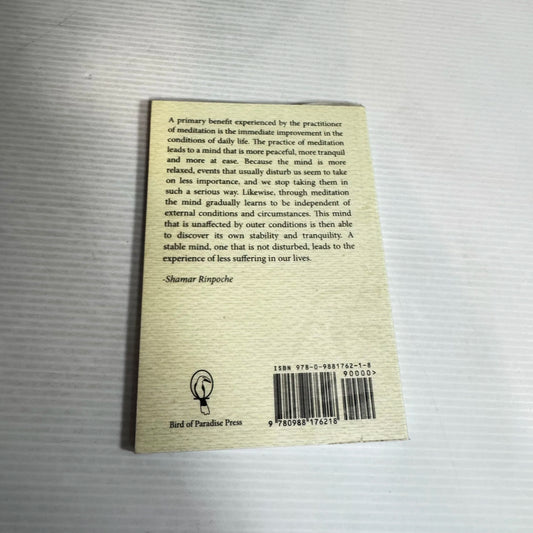 A primary benefit experienced by the practitioner
of meditation is the immediate improvement in the
conditions of daily life. The practice of meditation
leads to a mind that is more peaceful, more tranquil
and more at ease. Because the mind is more
relaxed, events that usually disturb us seem to take
on less importance, and we stop taking them in
such a serious way. Likewise, through meditation
the mind gradually learns to be independent of
external conditions and circumstances. This mind
that is unaffected by outer conditions is then able
to discover its own stability and tranquility. A
stable mind, one that is not disturbed, leads to the
experience of less suffering in our lives.
-Shamar Rinpoche
ISBN 978-0-9881762-1-8
90000>
9 780988 176218
Bird of Paradise Press